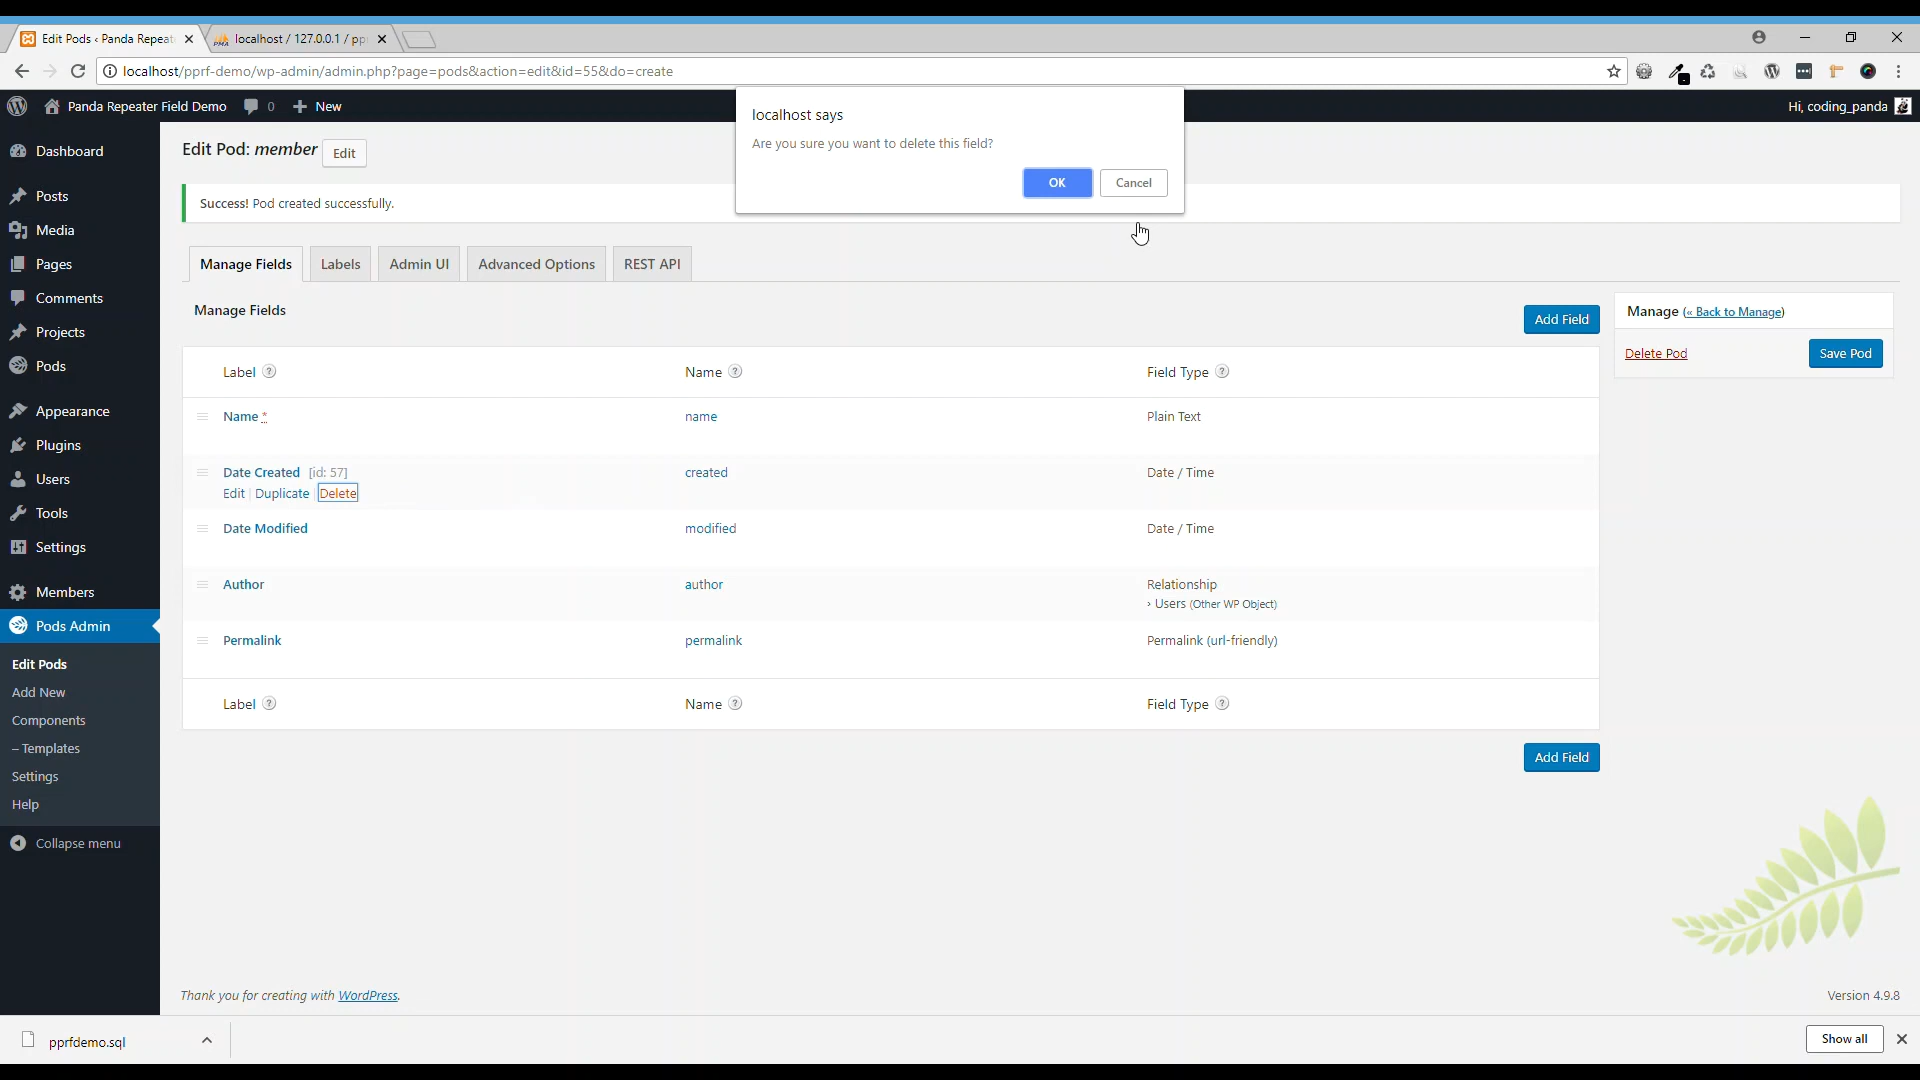 Edit Pods ‹ Panda Repeat
localhost / 127.0.0.1 / pp
localhost/pprf-demo/wp-admin/admin.php?page=pods&action=edit&id=55&do=create
Panda Repeater Field Demo
0
New
Hi, coding_panda
localhost says
Are you sure you want to delete this field?
OK
Cancel
Dashboard
Posts
Media
Pages
Comments
Projects
Pods
Appearance
Plugins
Users
Tools
Settings
Members
Pods Admin
Edit Pods
Add New
Components
– Templates
Settings
Help
Collapse menu
Edit Pod: member
Edit
Success! Pod created successfully.
Manage Fields
Labels
Admin UI
Advanced Options
REST API
Manage Fields
Add Field
Label ?
Name ?
Field Type ?
Name *
name
Plain Text
Date Created [id: 57]
created
Date / Time
Edit | Duplicate | Delete
Date Modified
modified
Date / Time
Author
author
Relationship
› Users (Other WP Object)
Permalink
permalink
Permalink (url-friendly)
Label ?
Name ?
Field Type ?
Add Field
Manage (« Back to Manage)
Delete Pod
Save Pod
Thank you for creating with WordPress.
Version 4.9.8
pprfdemo.sql
Show all